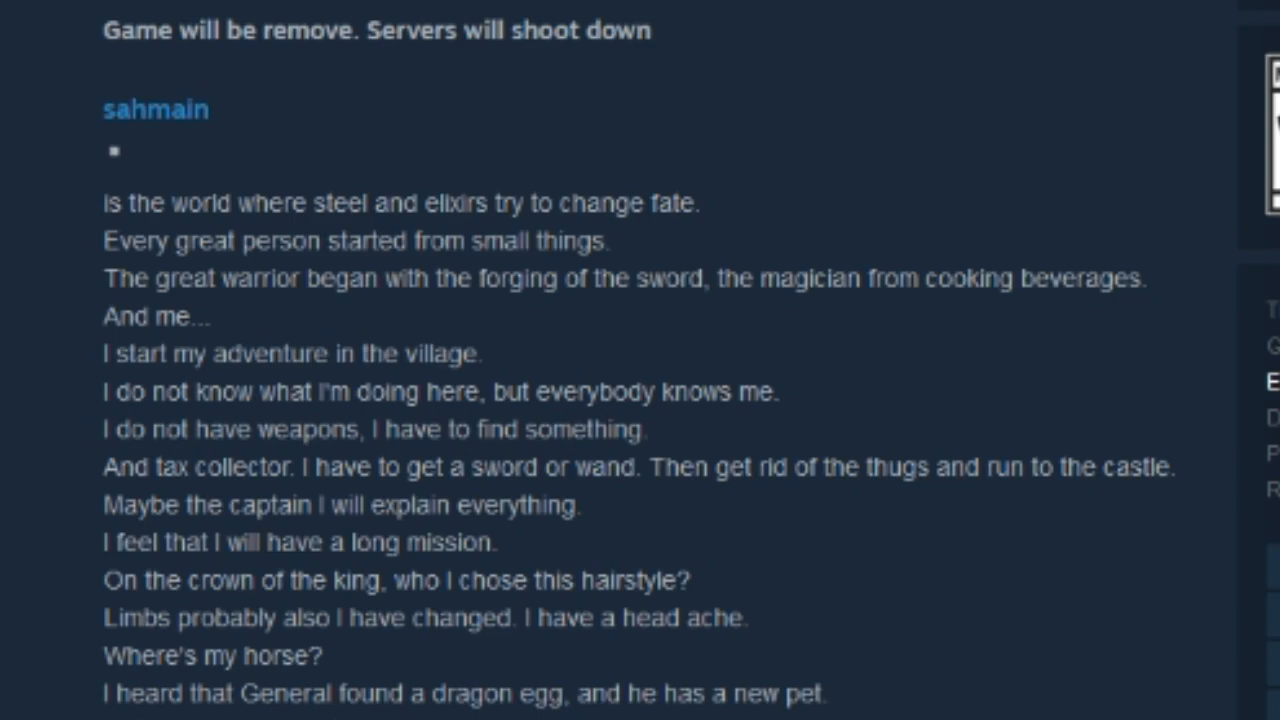 Game will be remove. Servers will shoot down
sahmain
is the world where steel and elixirs try to change fate.
Every great person started from small things.
The great warrior began with the forging of the sword, the magician from cooking beverages.
And me...
I start my adventure in the village.
I do not know what I'm doing here, but everybody knows me.
I do not have weapons, I have to find something.
And tax collector. I have to get a sword or wand. Then get rid of the thugs and run to the castle.
Maybe the captain I will explain everything.
I feel that I will have a long mission.
On the crown of the king, who I chose this hairstyle?
Limbs probably also I have changed. I have a head ache.
Where's my horse?
I heard that General found a dragon egg, and he has a new pet.